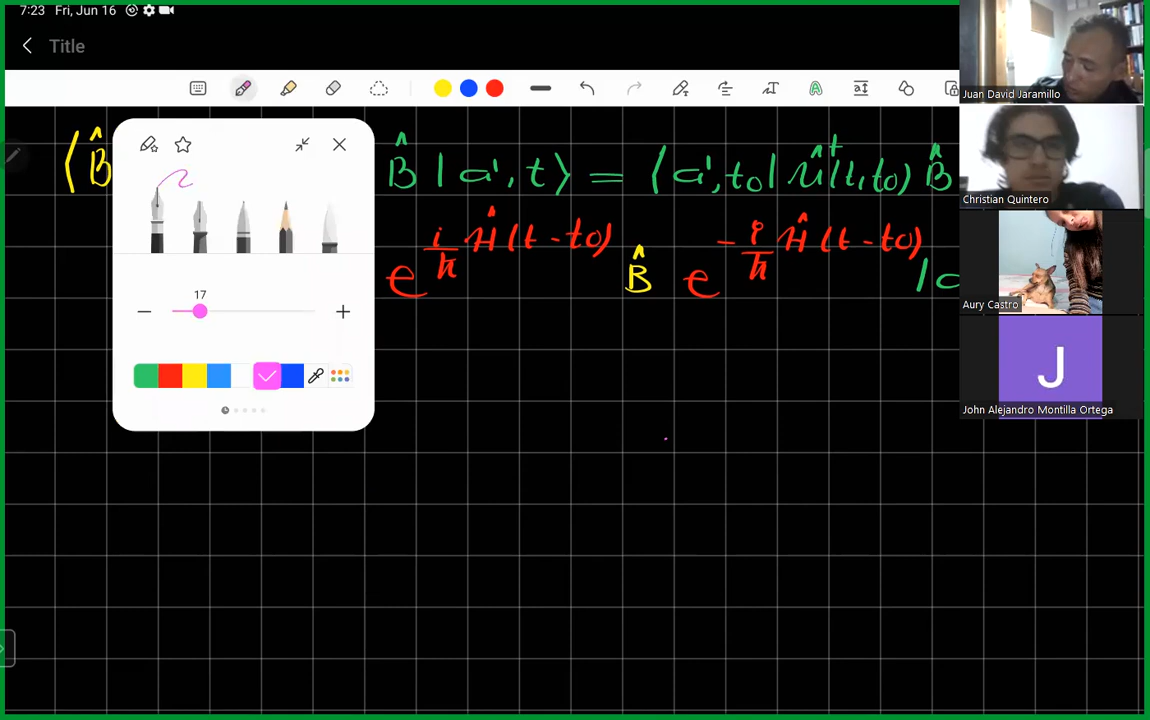 7:23 Fri, Jun 16
Title
Juan David Jaramillo
⟨B̂ B̂ | a', t⟩ = ⟨a', t0| û†(t, t0) B̂
e^{i/ħ Ĥ(t - t0)} B̂ e^{-i/ħ Ĥ(t - t0)} |
Christian Quintero
17
Aury Castro
J
John Alejandro Montilla Ortega